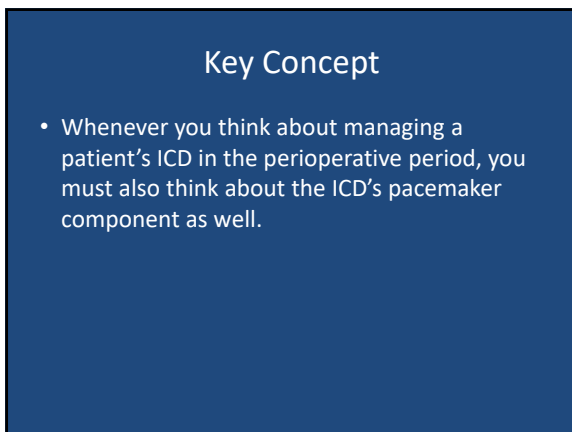 Key Concept
• Whenever you think about managing a
patient’s ICD in the perioperative period, you
must also think about the ICD’s pacemaker
component as well.